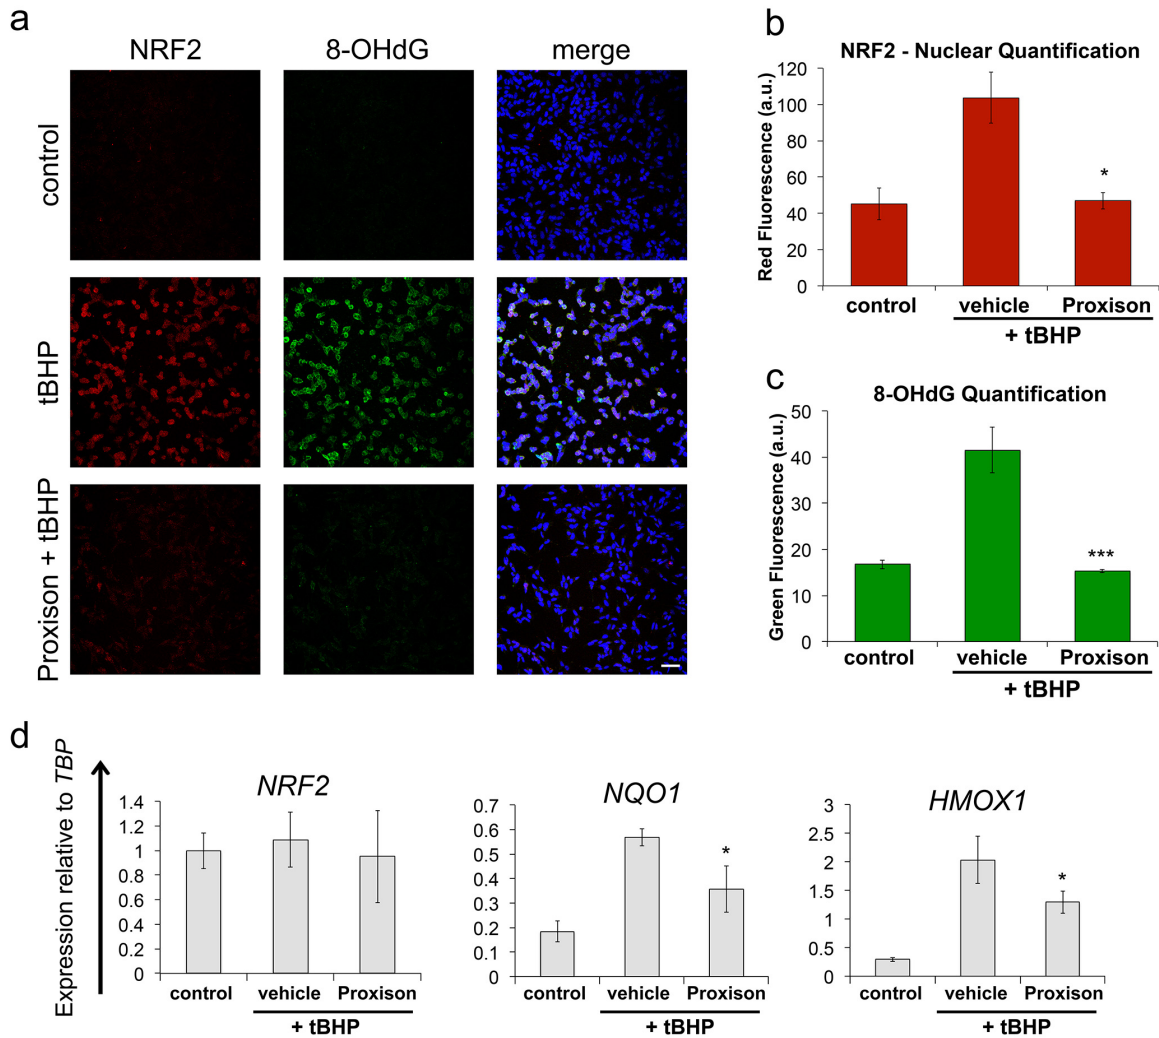 a
NRF2
8-OHdG
merge
control
tBHP
Proxison + tBHP
b
NRF2 - Nuclear Quantification
Red Fluorescence (a.u.)
120
100
80
60
40
20
0
*
control
vehicle
Proxison
+ tBHP
c
8-OHdG Quantification
Green Fluorescence (a.u.)
50
40
30
20
10
0
***
control
vehicle
Proxison
+ tBHP
d
Expression relative to TBP
NRF2
1.4
1.2
1
0.8
0.6
0.4
0.2
0
control
vehicle
Proxison
+ tBHP
NQO1
0.7
0.6
0.5
0.4
0.3
0.2
0.1
0
*
control
vehicle
Proxison
+ tBHP
HMOX1
3
2.5
2
1.5
1
0.5
0
*
control
vehicle
Proxison
+ tBHP